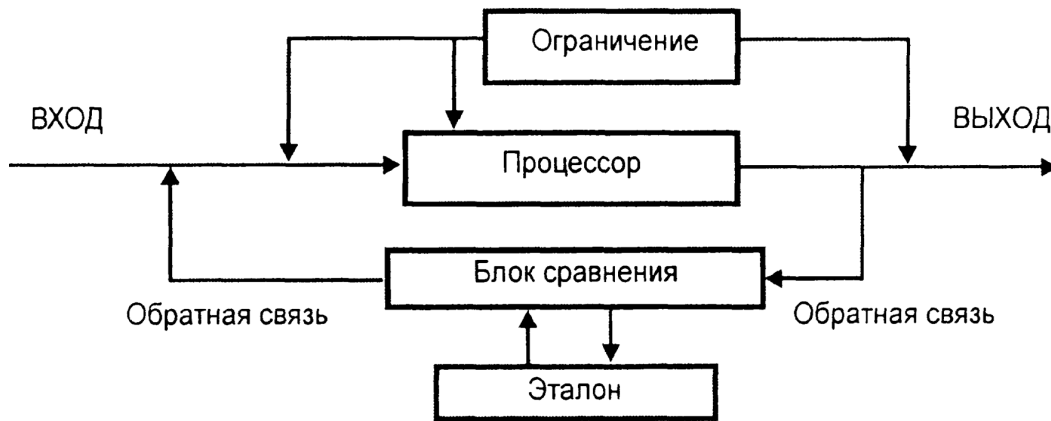 Ограничение
ВХОД
ВЫХОД
Процессор
Блок сравнения
Обратная связь
Обратная связь
Эталон